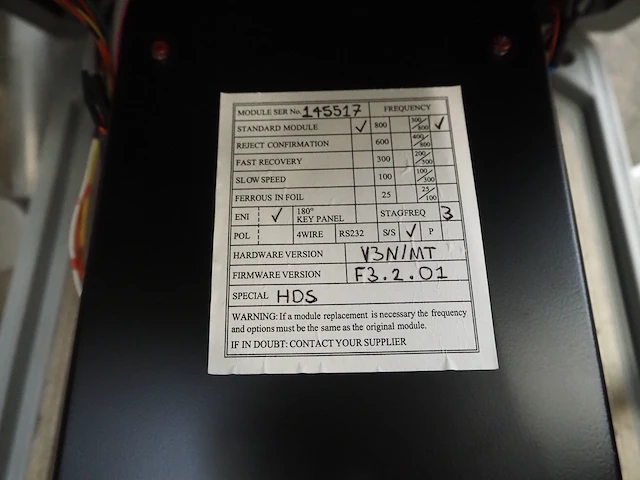 MODULE SER No. 145517 FREQUENCY
STANDARD MODULE ✓ 800 300/800 ✓
REJECT CONFIRMATION 600 400/800
FAST RECOVERY 300 200/500
SLOW SPEED 100 100/300
FERROUS IN FOIL 25 25/100
ENI ✓ 180° KEY PANEL STAGFREQ 3
POL 4WIRE RS232 S/S ✓ P
HARDWARE VERSION V3N/MT
FIRMWARE VERSION F3.2.01
SPECIAL HDS
WARNING: If a module replacement is necessary the frequency
and options must be the same as the original module.
IF IN DOUBT: CONTACT YOUR SUPPLIER